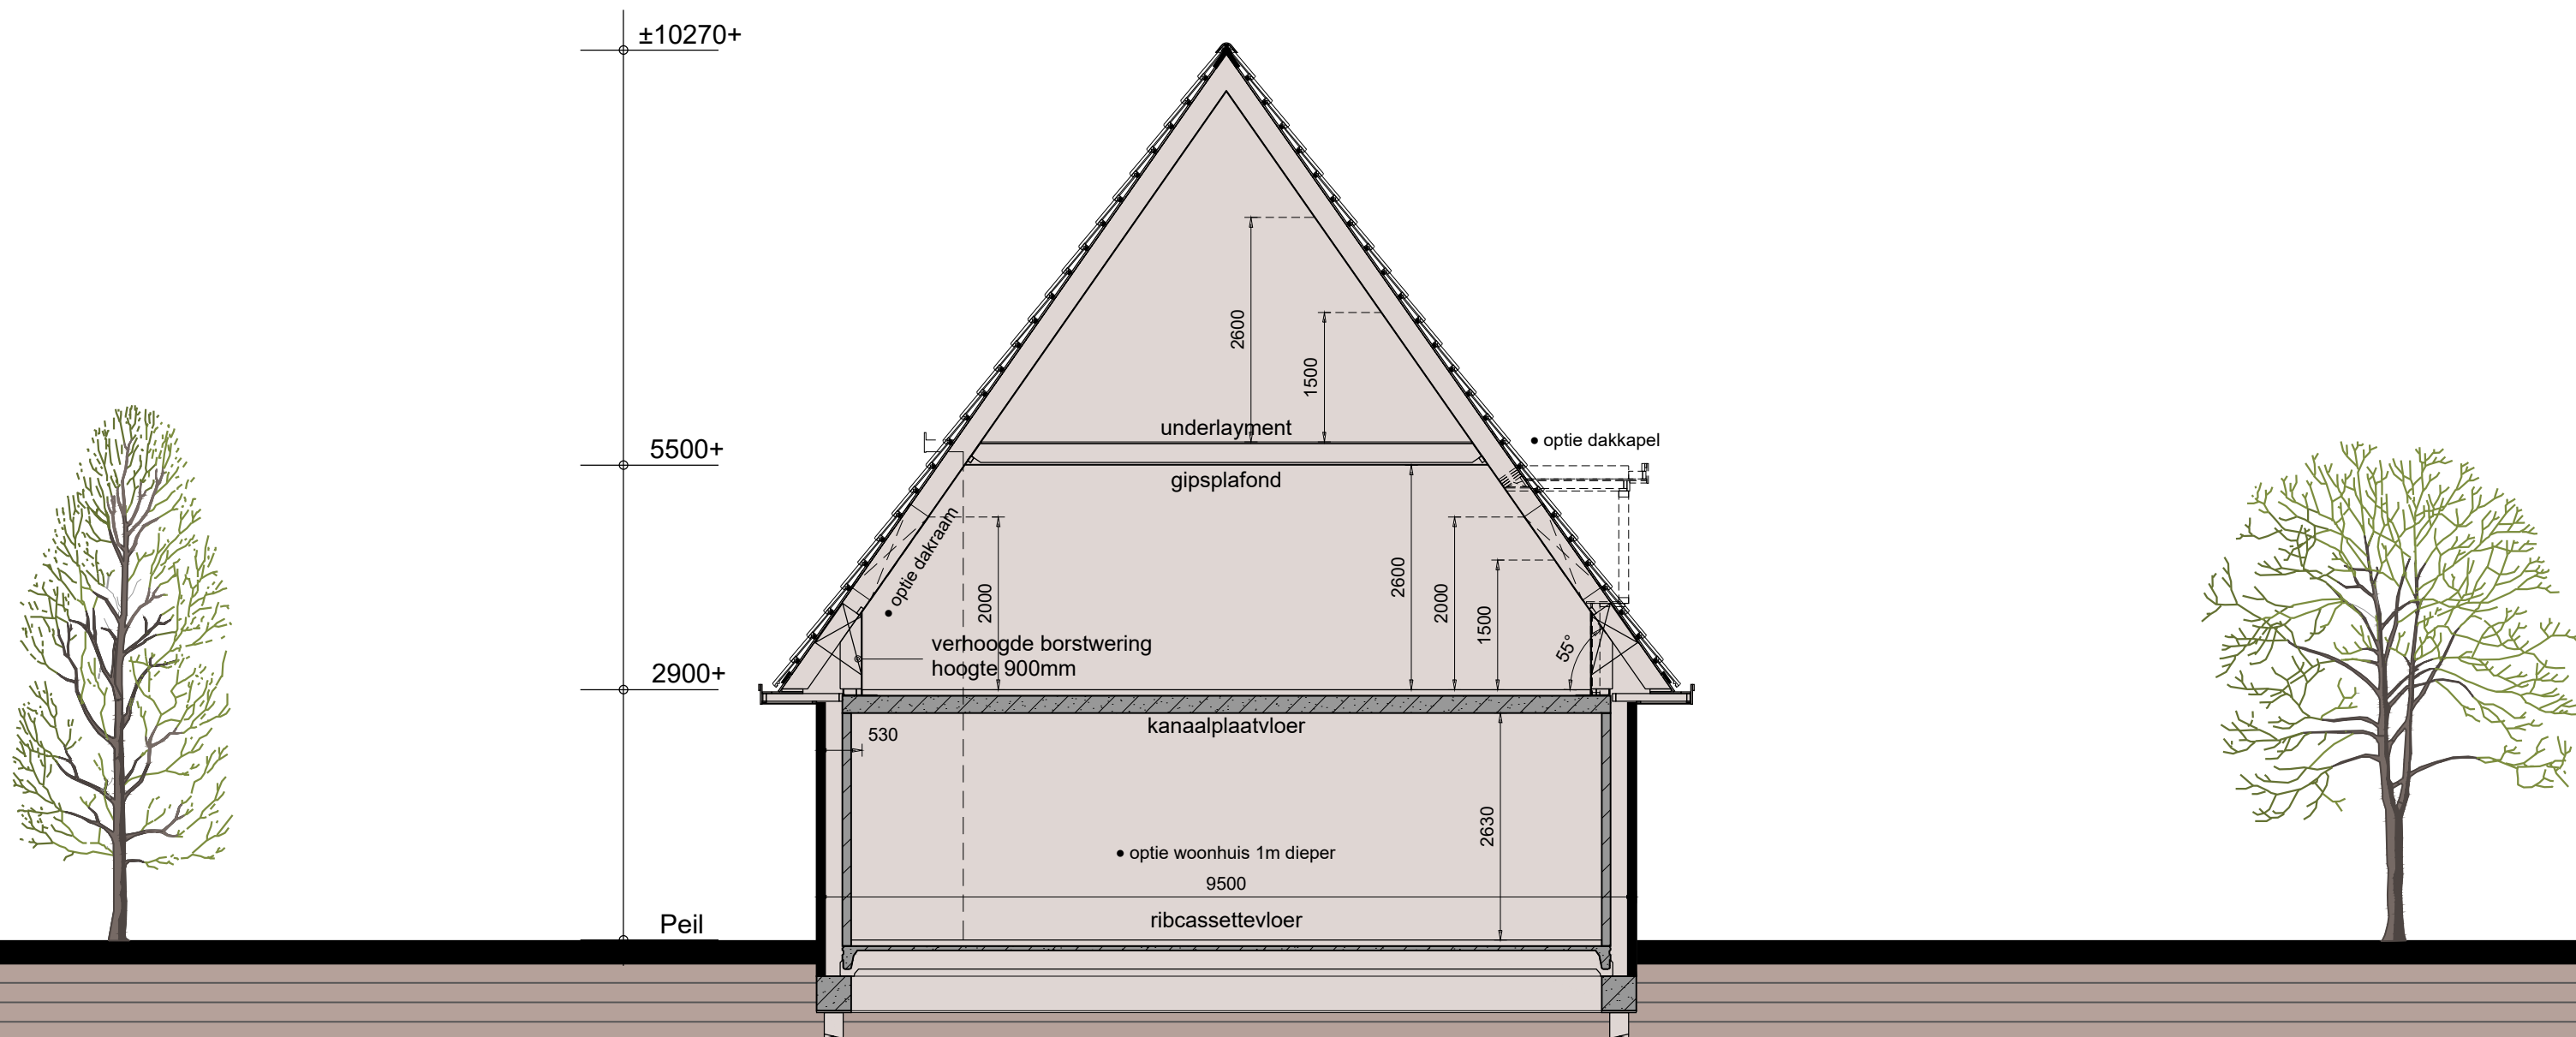 ±10270+
2600
1500
underlayment
• optie dakkapel
5500+
gipsplafond
• optie dakraam
2000
2600
2000
1500
55°
verhoogde borstwering
hoogte 900mm
2900+
kanaalplaatvloer
530
2630
• optie woonhuis 1m dieper
9500
ribcassettevloer
Peil